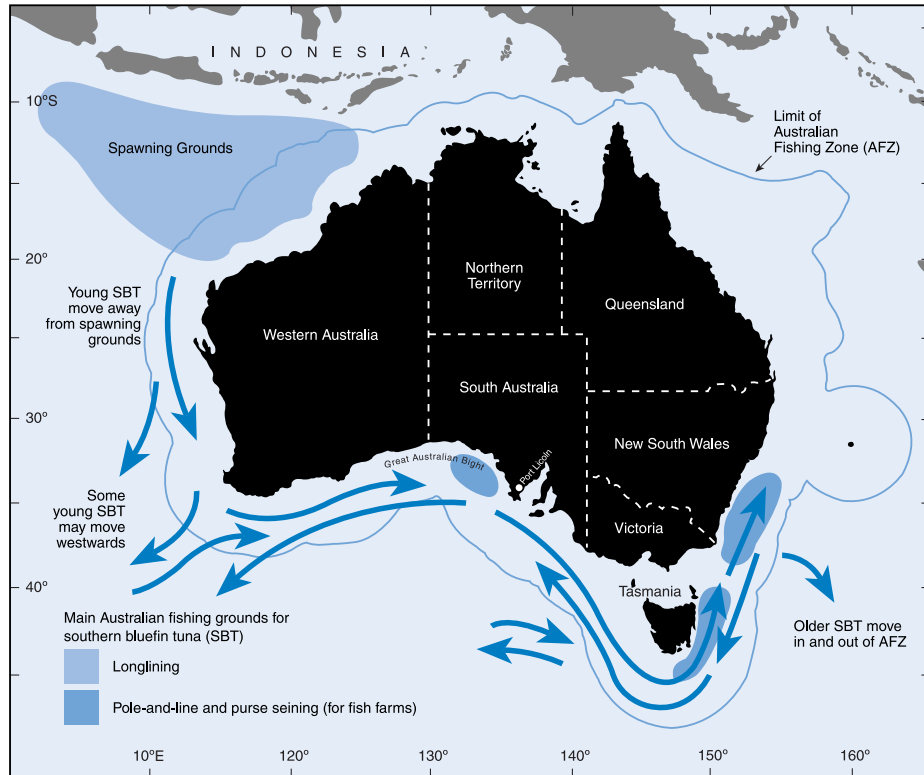 INDONESIA
10°S
Spawning Grounds
Limit of
Australian
Fishing Zone (AFZ)
20°
Northern
Territory
Queensland
Young SBT
move away
from spawning
grounds
Western Australia
South Australia
30°
New South Wales
Great Australian Bight
Port Licoln
Some
young SBT
may move
westwards
Victoria
40°
Tasmania
Main Australian fishing grounds for
southern bluefin tuna (SBT)
Older SBT move
in and out of AFZ
Longlining
Pole-and-line and purse seining (for fish farms)
10°E
120°
130°
140°
150°
160°